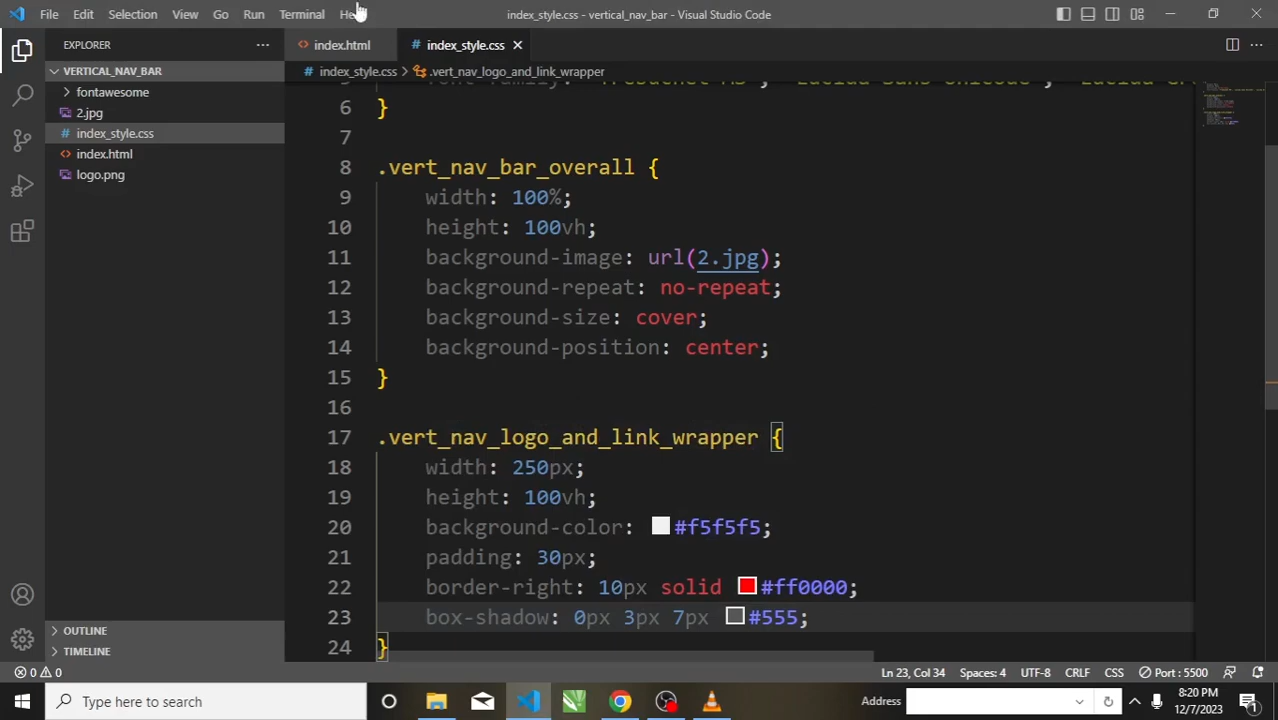 File Edit Selection View Go Run Terminal
index_style.css - vertical_nav_bar - Visual Studio Code
EXPLORER
index.html
index_style.css
VERTICAL_NAV_BAR
index_style.css > .vert_nav_logo_and_link_wrapper
fontawesome
2.jpg
index_style.css
index.html
logo.png
6 }
7
8 .vert_nav_bar_overall {
9 width: 100%;
10 height: 100vh;
11 background-image: url(2.jpg);
12 background-repeat: no-repeat;
13 background-size: cover;
14 background-position: center;
15 }
16
17 .vert_nav_logo_and_link_wrapper {
18 width: 250px;
19 height: 100vh;
20 background-color: #f5f5f5;
21 padding: 30px;
22 border-right: 10px solid #ff0000;
23 box-shadow: 0px 3px 7px #555;
24 }
OUTLINE
TIMELINE
0 0 Ln 23, Col 34 Spaces: 4 UTF-8 CRLF CSS Port : 5500
Type here to search
Address
8:20 PM
12/7/2023